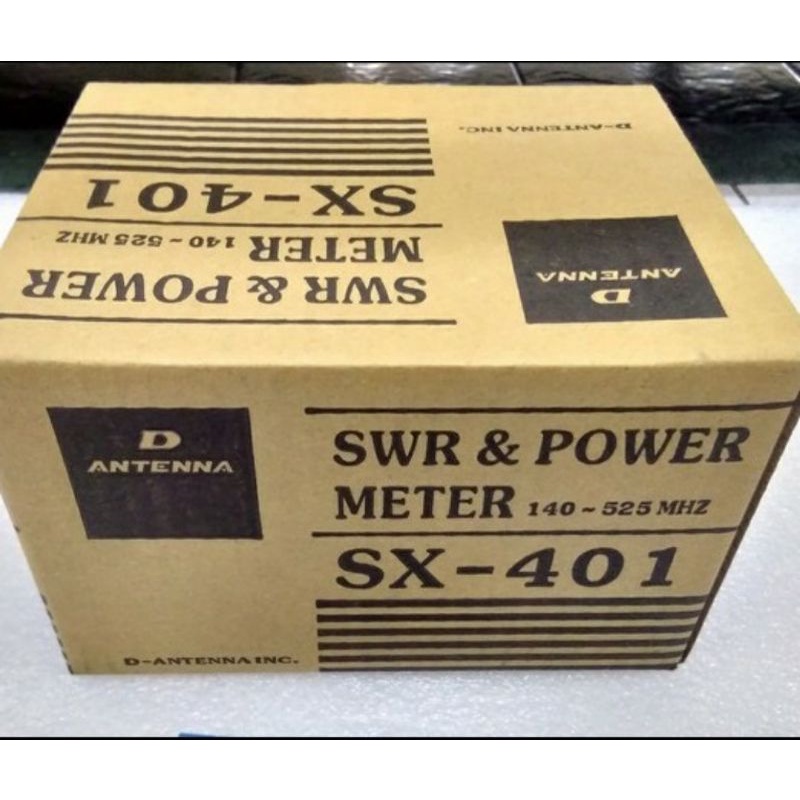 D-ANTENNA INC.
SX-401
METER 140~525 MHZ
SWR & POWER
D
ANTENNA
D
ANTENNA
SWR & POWER
METER 140~525 MHZ
SX-401
D-ANTENNA INC.